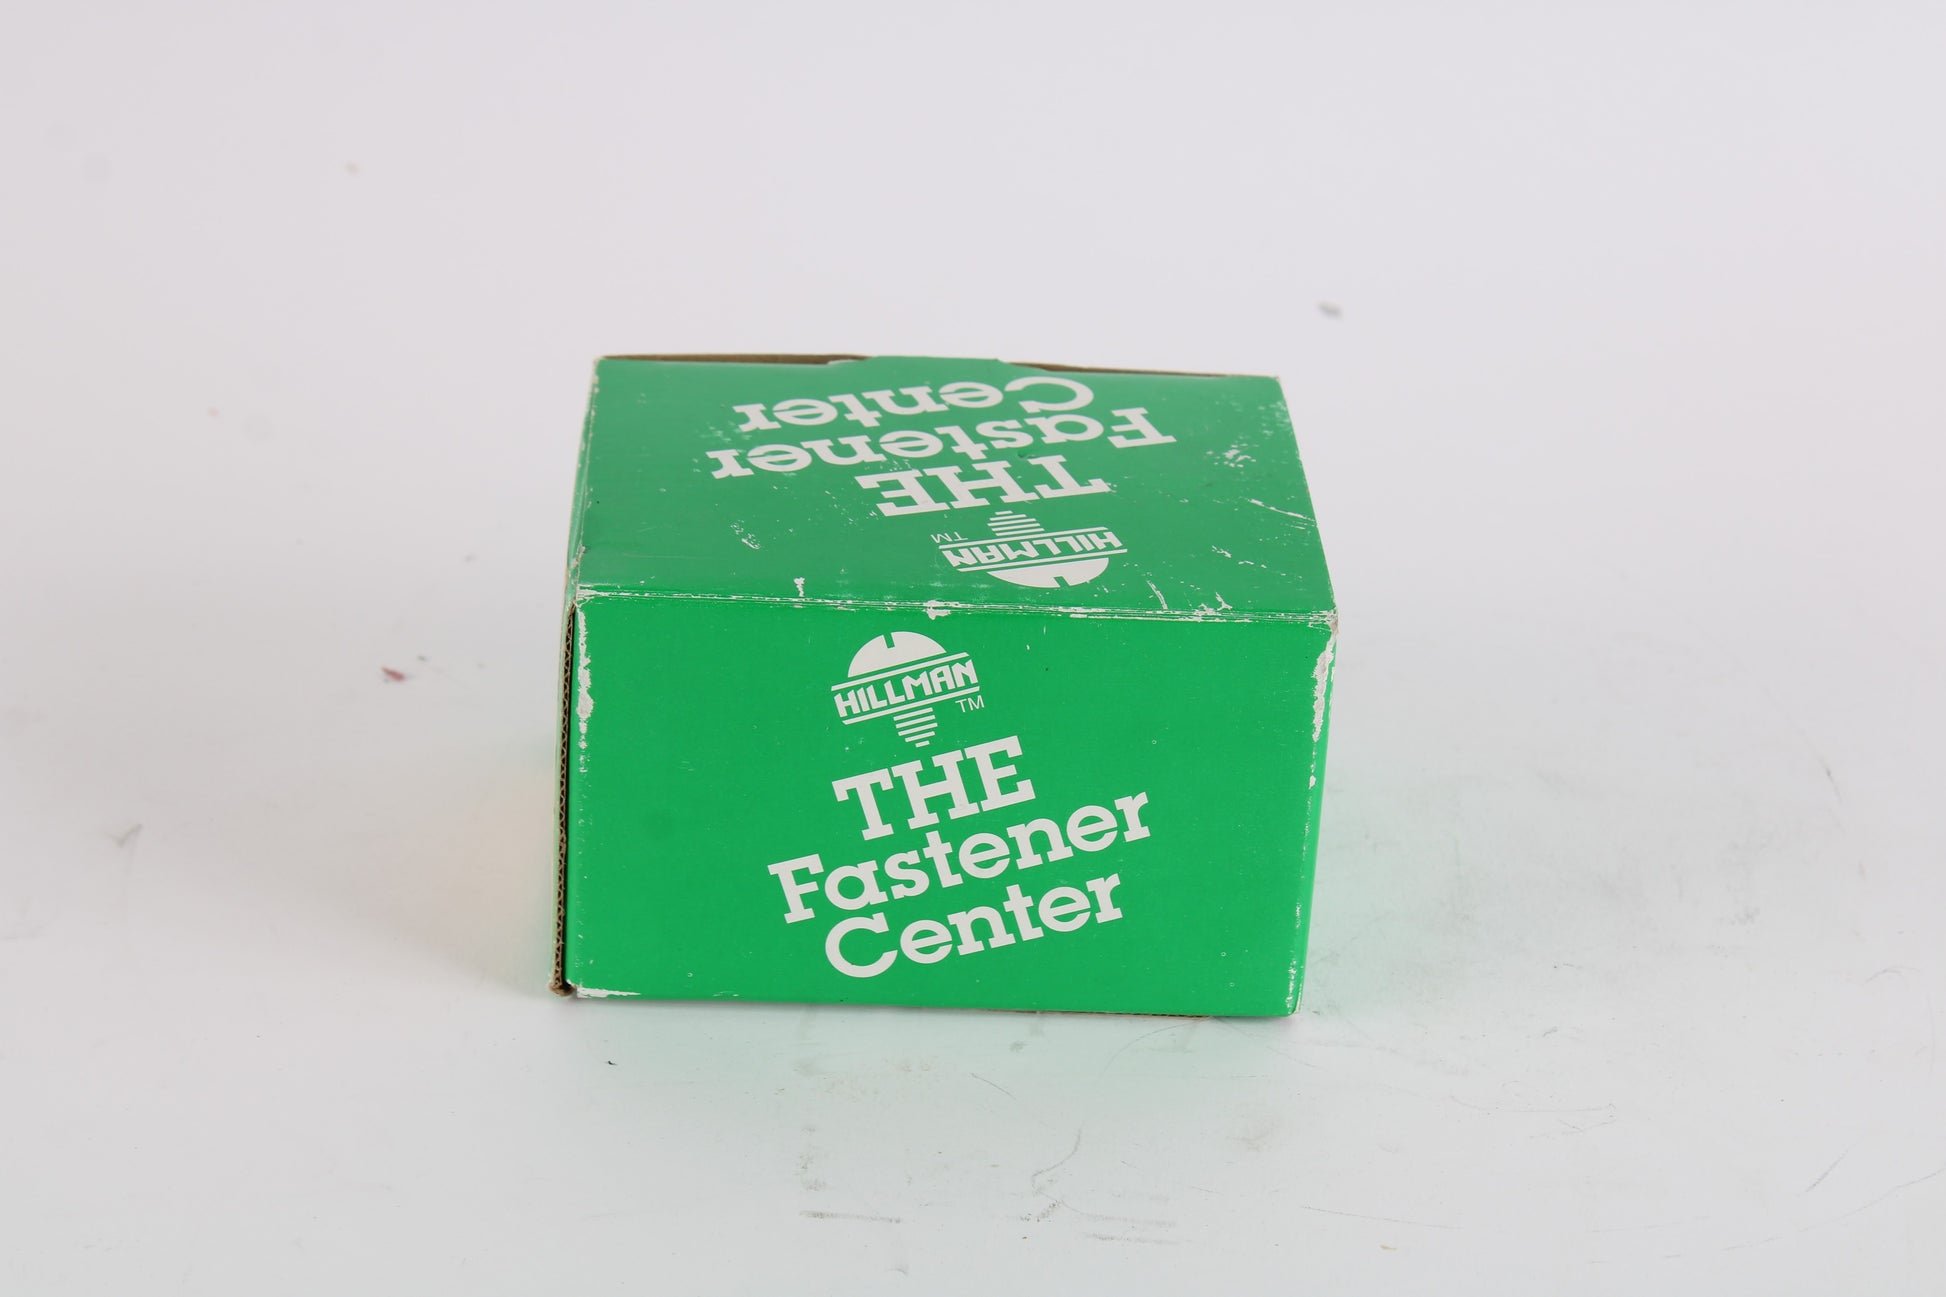 Center
Fastener
THE
TM
HILLMAN
HILLMAN
TM
THE
Fastener
Center